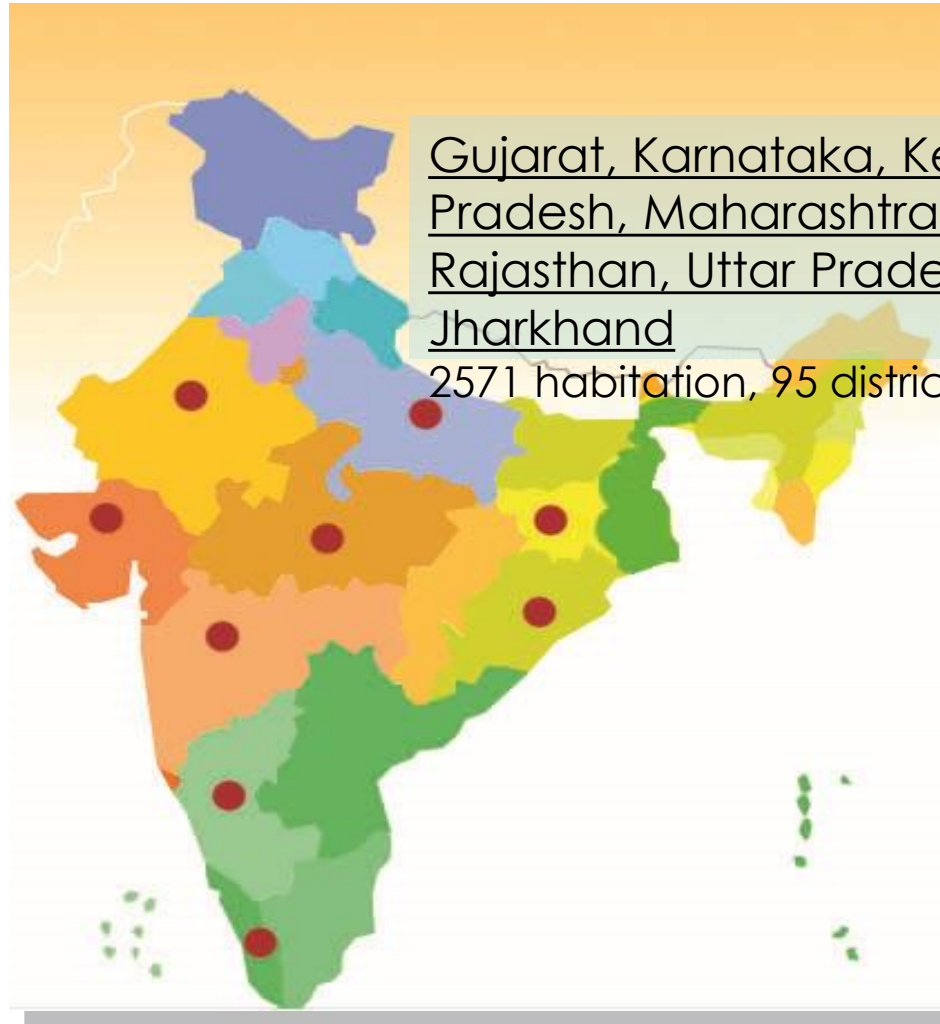 Gujarat, Karnataka, Ke
Pradesh, Maharashtra
Rajasthan, Uttar Prade
Jharkhand
2571 habitation, 95 distric